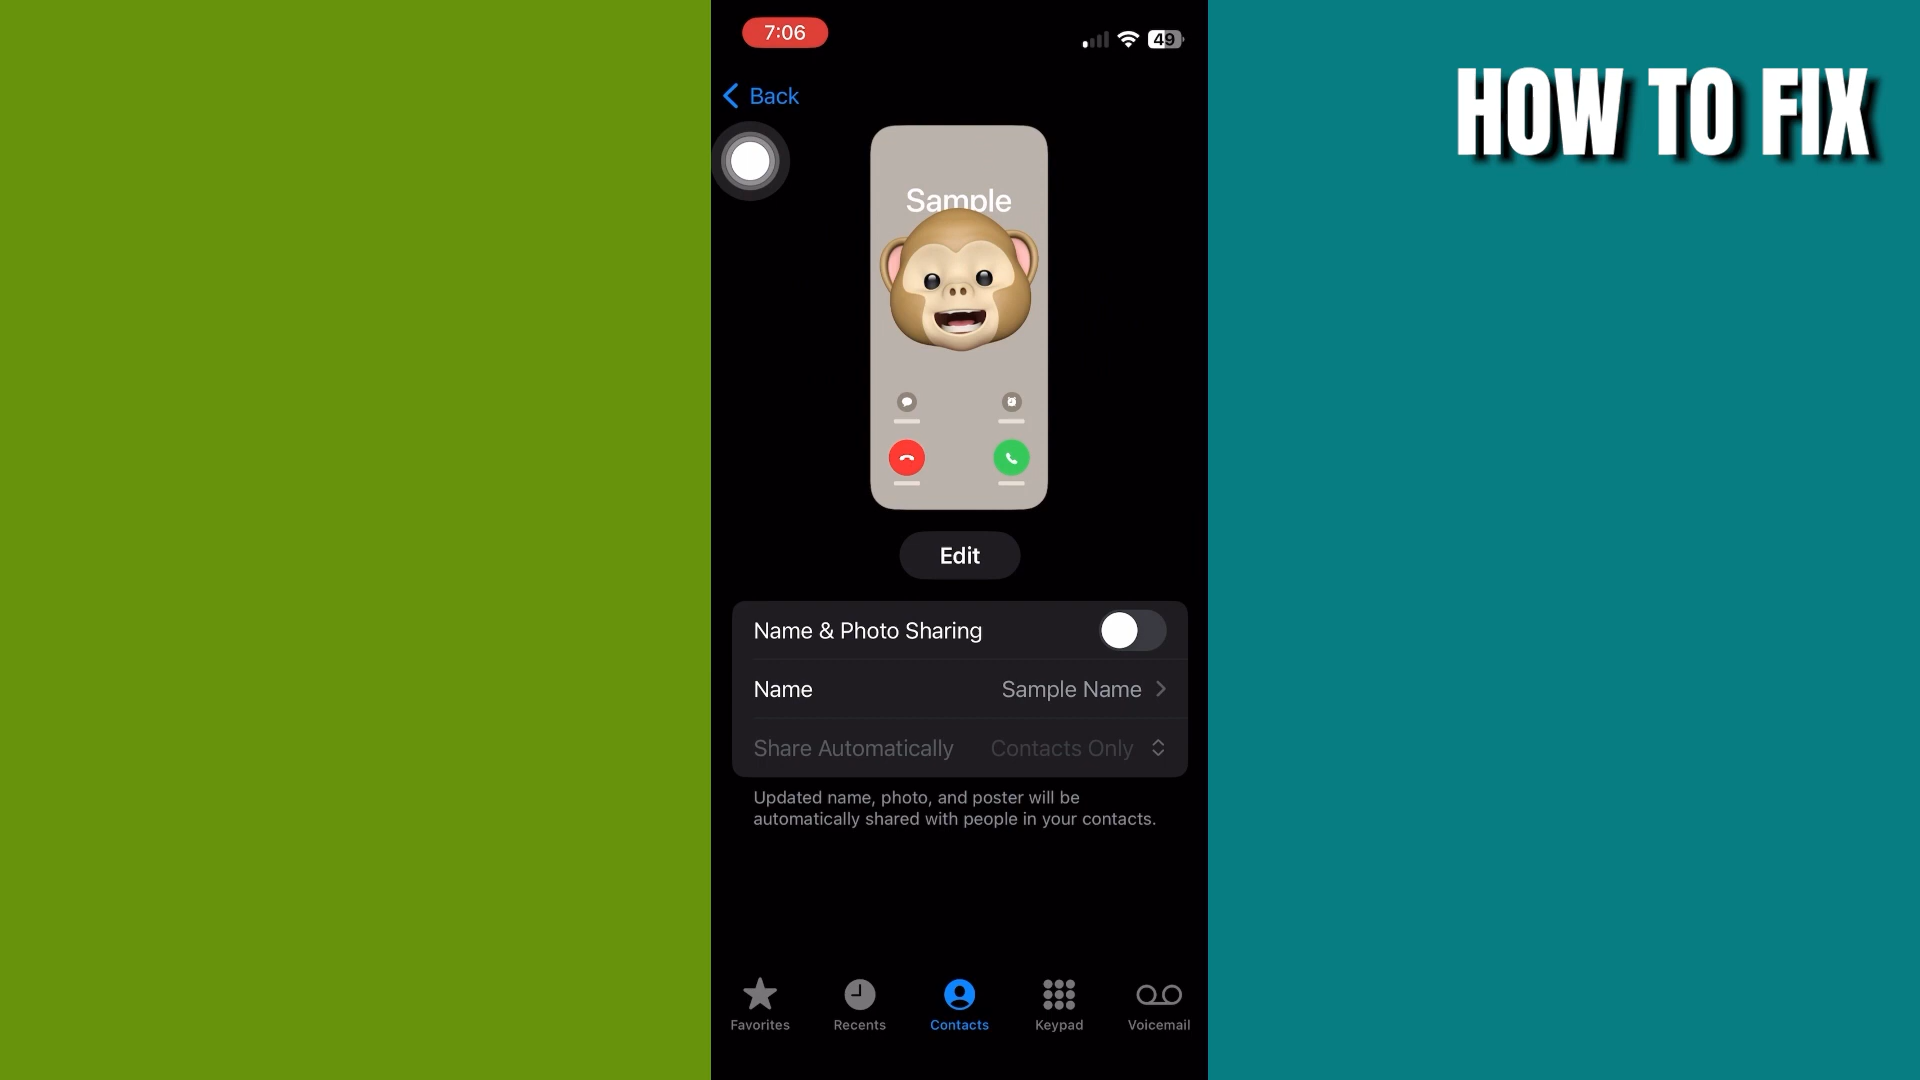 7:06
49
HOW TO FIX
Back
Sample
Edit
Name & Photo Sharing
Name Sample Name
Share Automatically Contacts Only
Updated name, photo, and poster will be
automatically shared with people in your contacts.
Favorites Recents Contacts Keypad Voicemail